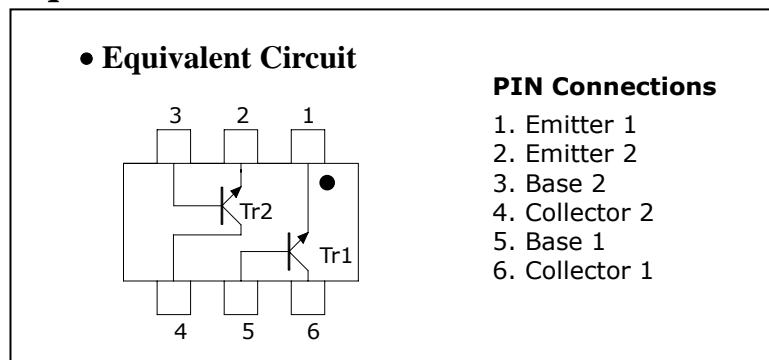 ● Equivalent Circuit
PIN Connections
3 2 1
1. Emitter 1
2. Emitter 2
3. Base 2
4. Collector 2
5. Base 1
6. Collector 1
Tr2
Tr1
4 5 6